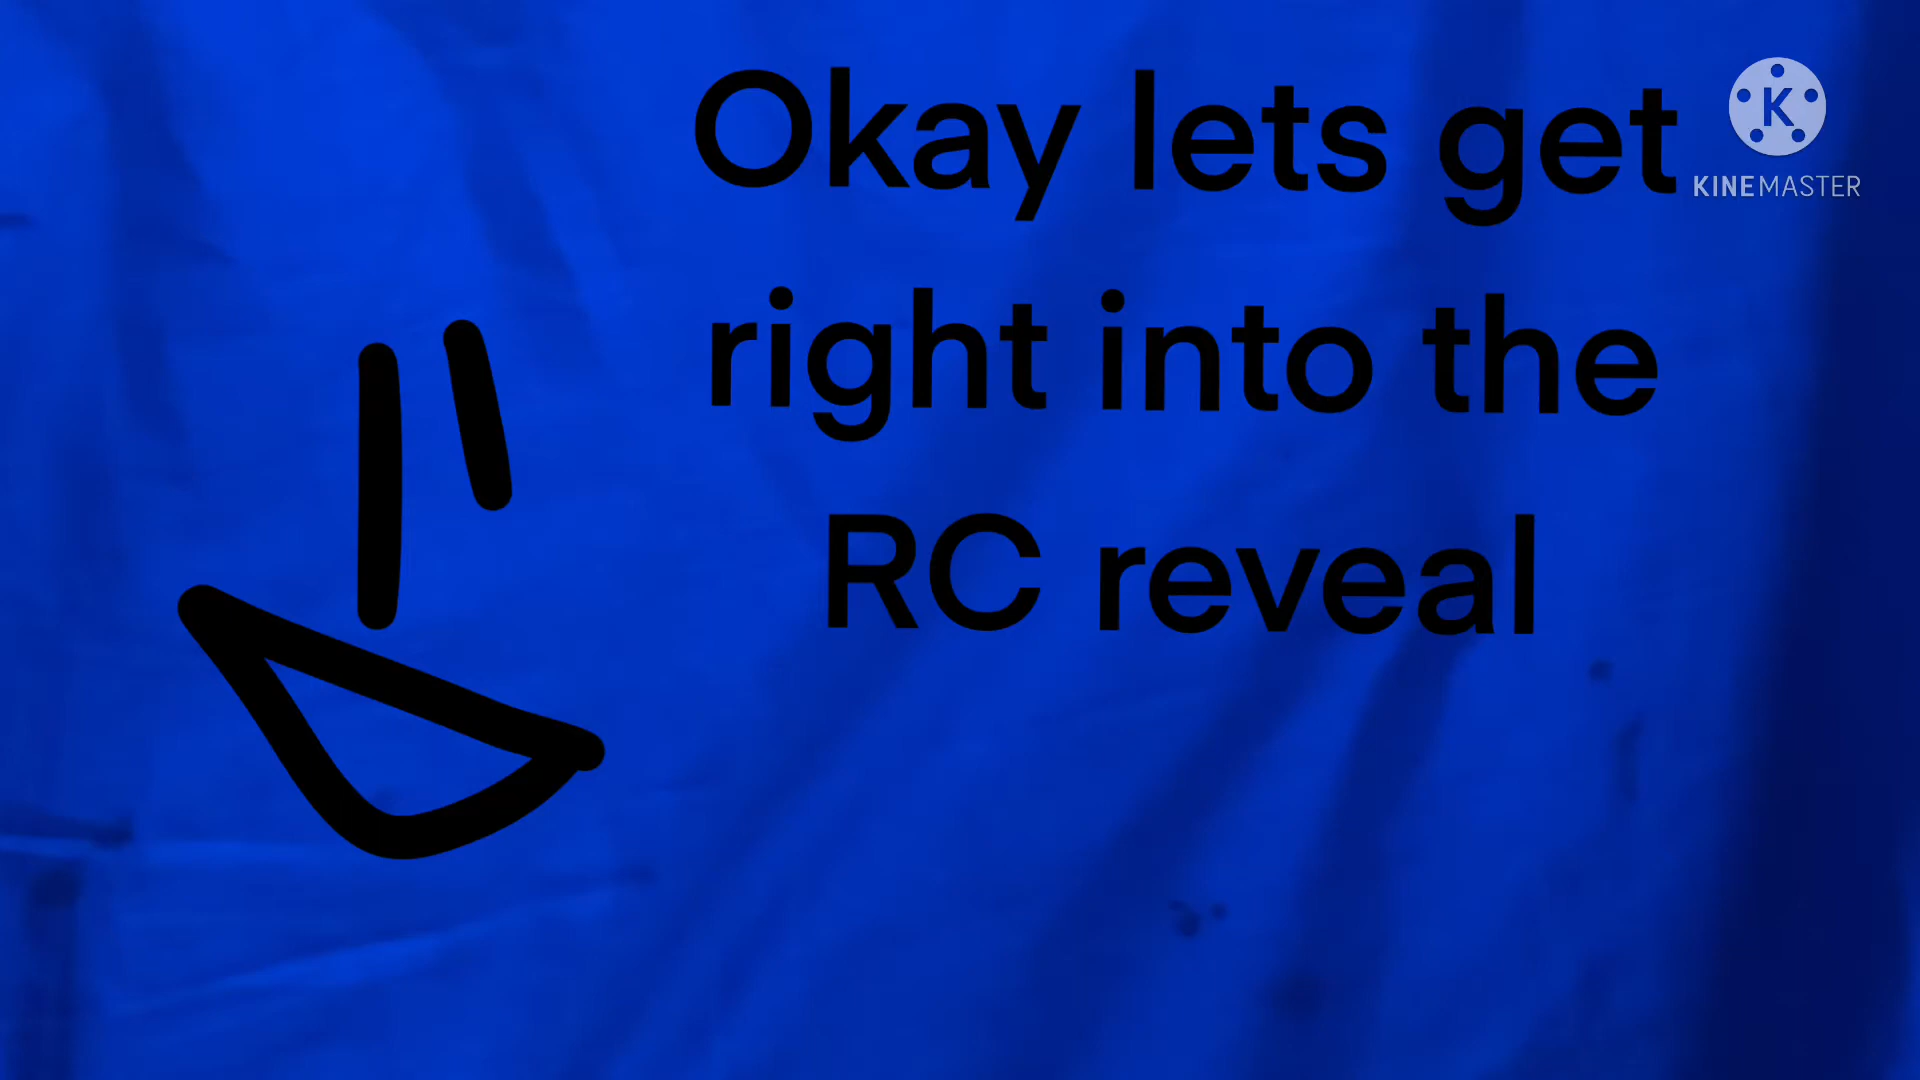 Okay lets get
right into the
RC reveal
K
KINEMASTER